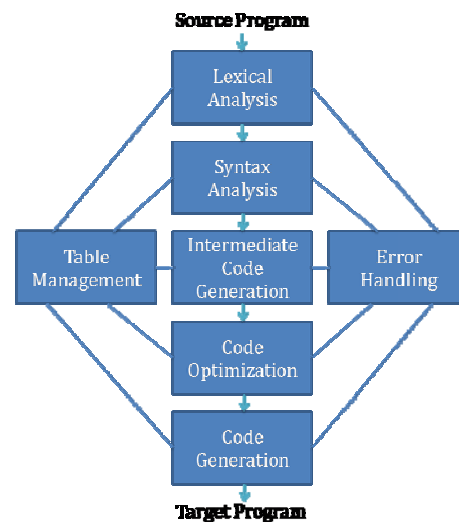 Source Program
Lexical
Analysis
Syntax
Analysis
Table
Management
Intermediate
Code
Generation
Error
Handling
Code
Optimization
Code
Generation
Target Program